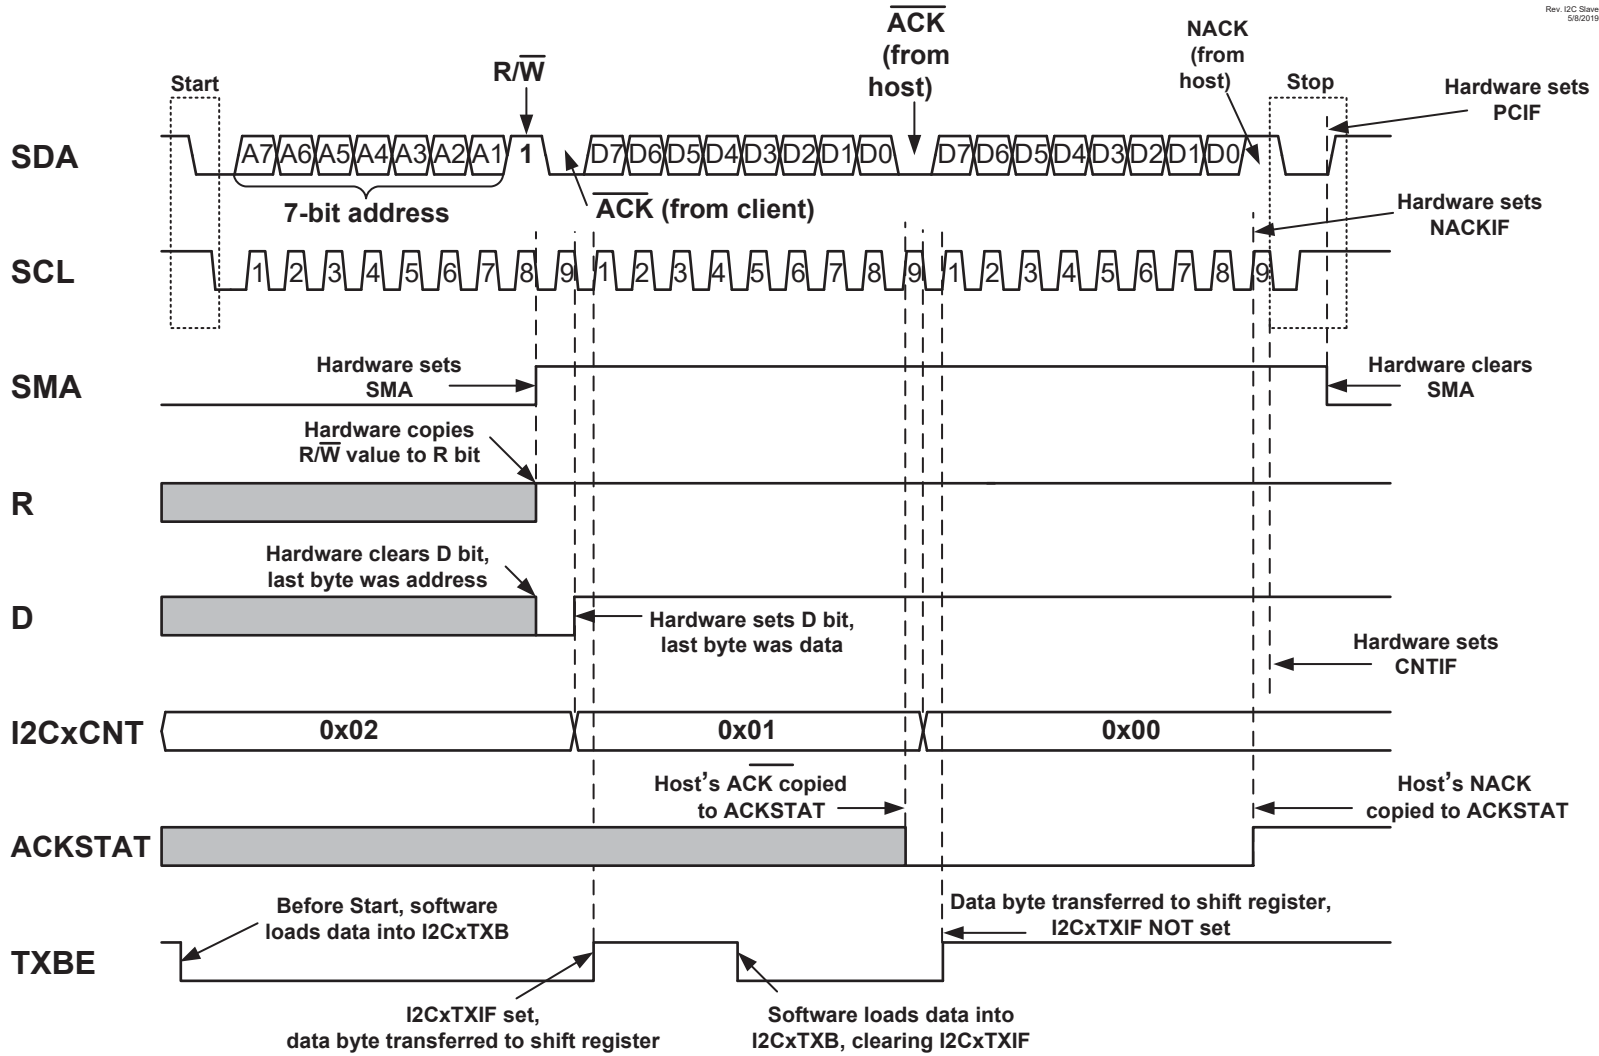 Rev. I2C Slave
5/8/2019
ACK
(from
host)
NACK
(from
host)
R/W
Start
Stop
Hardware sets
PCIF
SDA
A7 A6 A5 A4 A3 A2 A1 1 D7 D6 D5 D4 D3 D2 D1 D0 D7 D6 D5 D4 D3 D2 D1 D0
7-bit address
ACK (from client)
Hardware sets
NACKIF
SCL
1 2 3 4 5 6 7 8 9 1 2 3 4 5 6 7 8 9 1 2 3 4 5 6 7 8 9
SMA
Hardware sets
SMA
Hardware clears
SMA
Hardware copies
R/W value to R bit
R
Hardware clears D bit,
last byte was address
D
Hardware sets D bit,
last byte was data
Hardware sets
CNTIF
I2CxCNT
0x02
0x01
0x00
Host's ACK copied
to ACKSTAT
Host's NACK
copied to ACKSTAT
ACKSTAT
Before Start, software
loads data into I2CxTXB
Data byte transferred to shift register,
I2CxTXIF NOT set
TXBE
I2CxTXIF set,
data byte transferred to shift register
Software loads data into
I2CxTXB, clearing I2CxTXIF